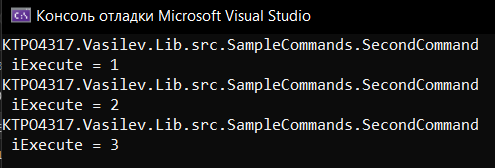 Консоль отладки Microsoft Visual Studio
KTPO4317.Vasilev.Lib.src.SampleCommands.SecondCommand
iExecute = 1
KTPO4317.Vasilev.Lib.src.SampleCommands.SecondCommand
iExecute = 2
KTPO4317.Vasilev.Lib.src.SampleCommands.SecondCommand
iExecute = 3